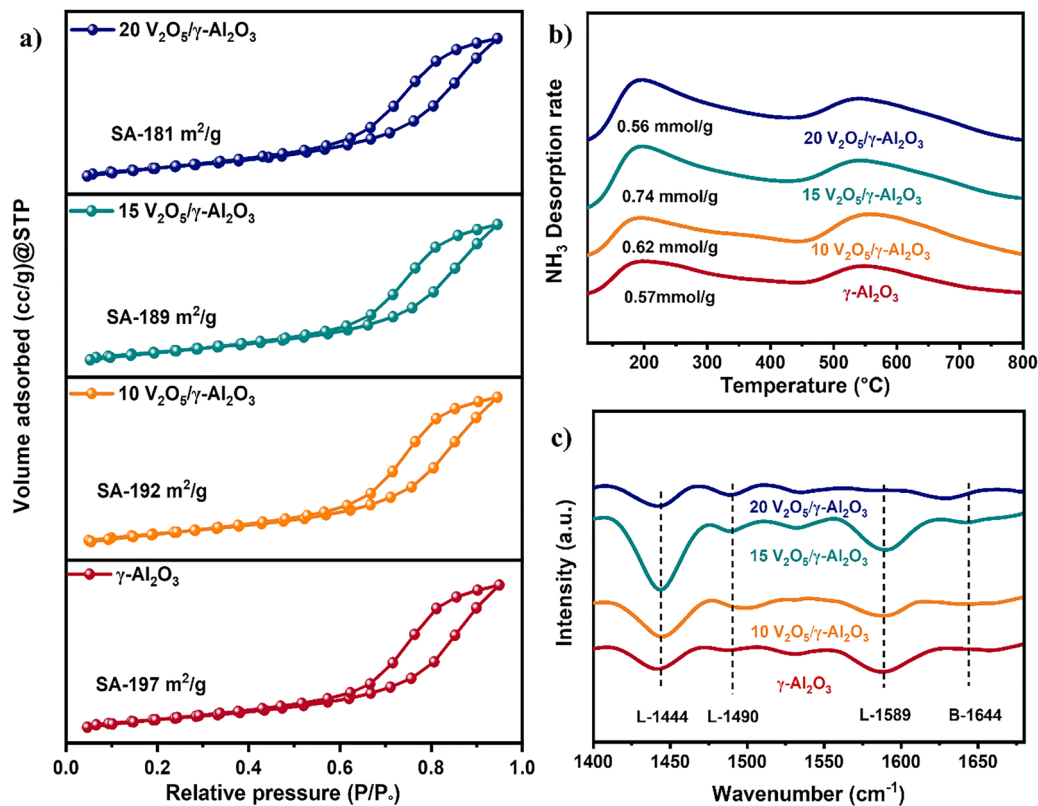 a)
20 V₂O₅/γ-Al₂O₃
SA-181 m²/g
15 V₂O₅/γ-Al₂O₃
SA-189 m²/g
10 V₂O₅/γ-Al₂O₃
SA-192 m²/g
γ-Al₂O₃
SA-197 m²/g
Volume adsorbed (cc/g)@STP
0.0 0.2 0.4 0.6 0.8 1.0
Relative pressure (P/P₀)
b)
NH₃ Desorption rate
0.56 mmol/g
20 V₂O₅/γ-Al₂O₃
0.74 mmol/g
15 V₂O₅/γ-Al₂O₃
0.62 mmol/g
10 V₂O₅/γ-Al₂O₃
0.57mmol/g
γ-Al₂O₃
200 300 400 500 600 700 800
Temperature (°C)
c)
Intensity (a.u.)
20 V₂O₅/γ-Al₂O₃
15 V₂O₅/γ-Al₂O₃
10 V₂O₅/γ-Al₂O₃
γ-Al₂O₃
L-1444 L-1490 L-1589 B-1644
1400 1450 1500 1550 1600 1650
Wavenumber (cm⁻¹)